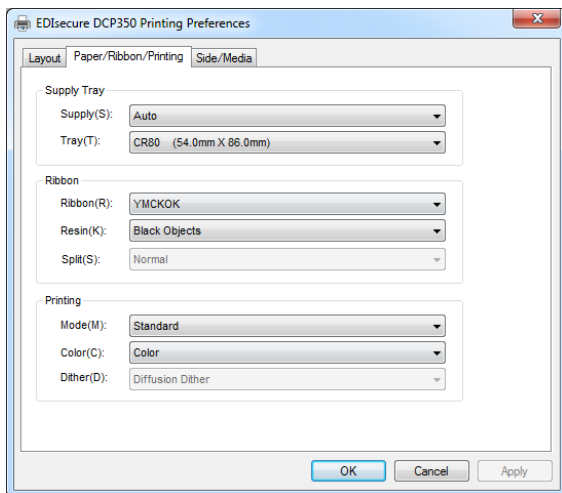 EDIsecure DCP350 Printing Preferences
Layout Paper/Ribbon/Printing Side/Media
Supply Tray
Supply(S): Auto
Tray(T): CR80 (54.0mm X 86.0mm)
Ribbon
Ribbon(R): YMCKOK
Resin(K): Black Objects
Split(S): Normal
Printing
Mode(M): Standard
Color(C): Color
Dither(D): Diffusion Dither
OK Cancel Apply